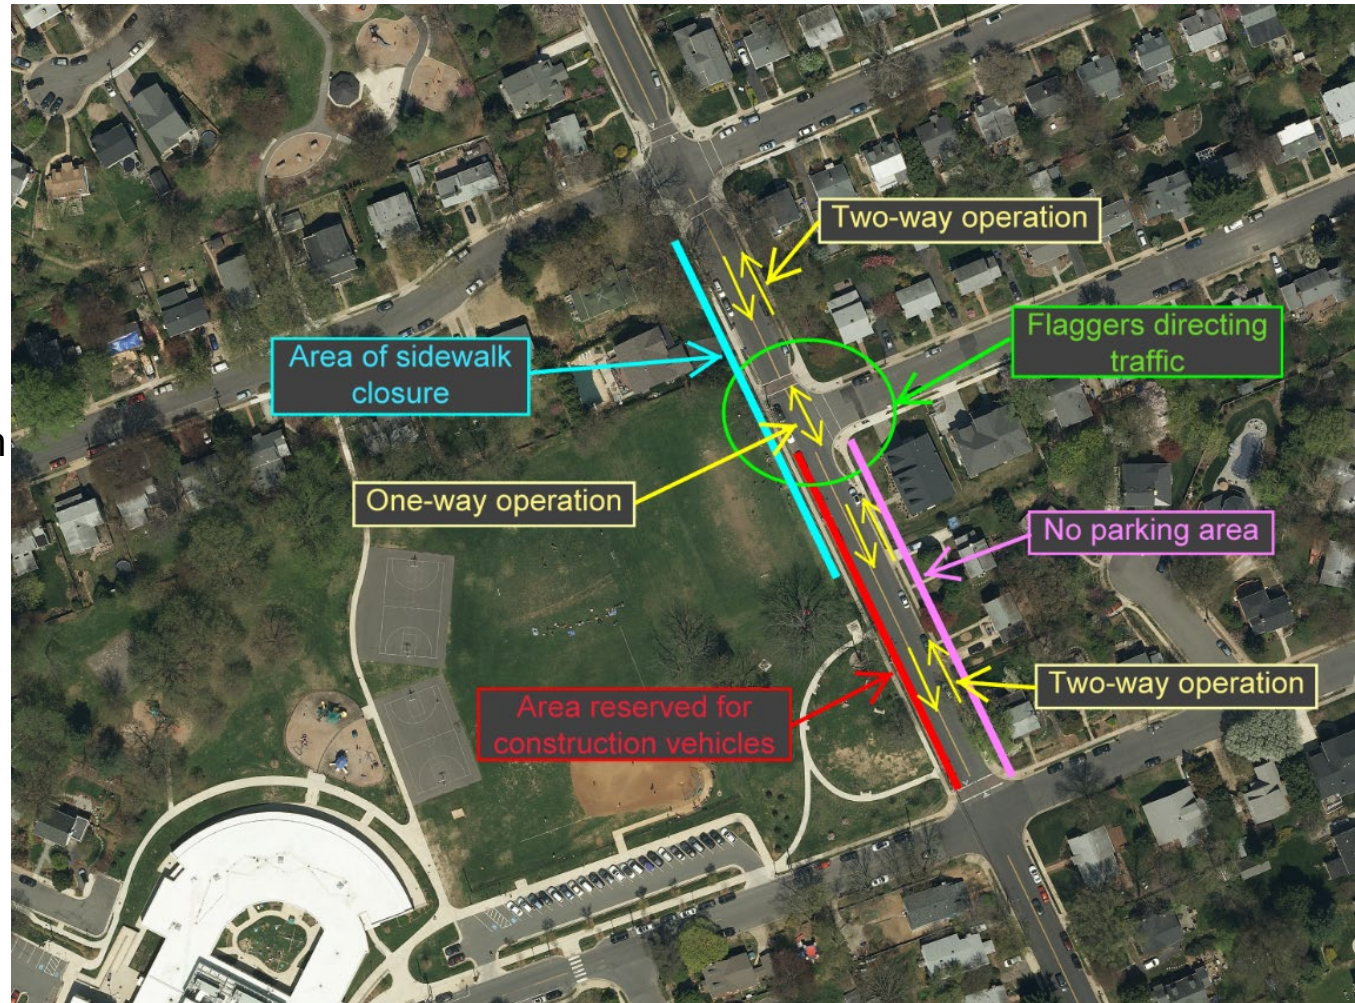 Two-way operation
Flaggers directing
traffic
Area of sidewalk
closure
n
One-way operation
No parking area
Two-way operation
Area reserved for
construction vehicles